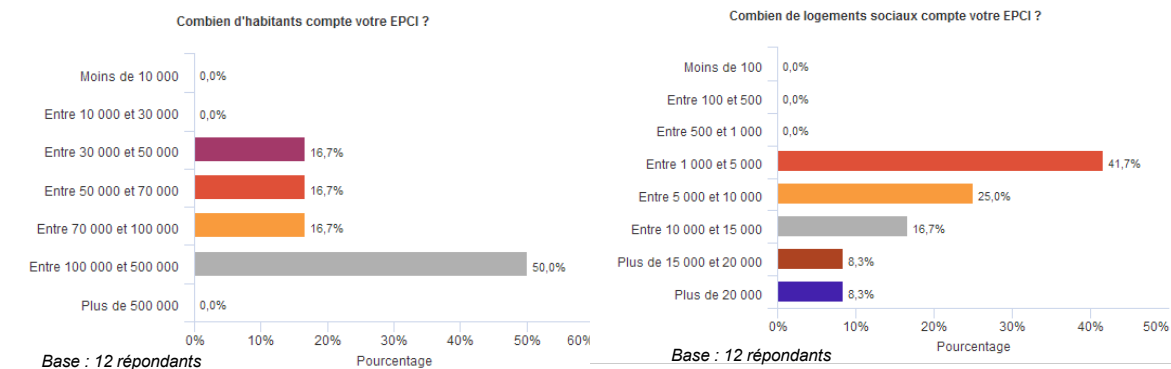 Combien d'habitants compte votre EPCI ?
Moins de 10 000 0,0%
Entre 10 000 et 30 000 0,0%
Entre 30 000 et 50 000 16,7%
Entre 50 000 et 70 000 16,7%
Entre 70 000 et 100 000 16,7%
Entre 100 000 et 500 000 50,0%
Plus de 500 000 0,0%
0% 10% 20% 30% 40% 50% 60%
Pourcentage
Base : 12 répondants
Combien de logements sociaux compte votre EPCI ?
Moins de 100 0,0%
Entre 100 et 500 0,0%
Entre 500 et 1 000 0,0%
Entre 1 000 et 5 000 41,7%
Entre 5 000 et 10 000 25,0%
Entre 10 000 et 15 000 16,7%
Plus de 15 000 et 20 000 8,3%
Plus de 20 000 8,3%
0% 10% 20% 30% 40% 50%
Pourcentage
Base : 12 répondants